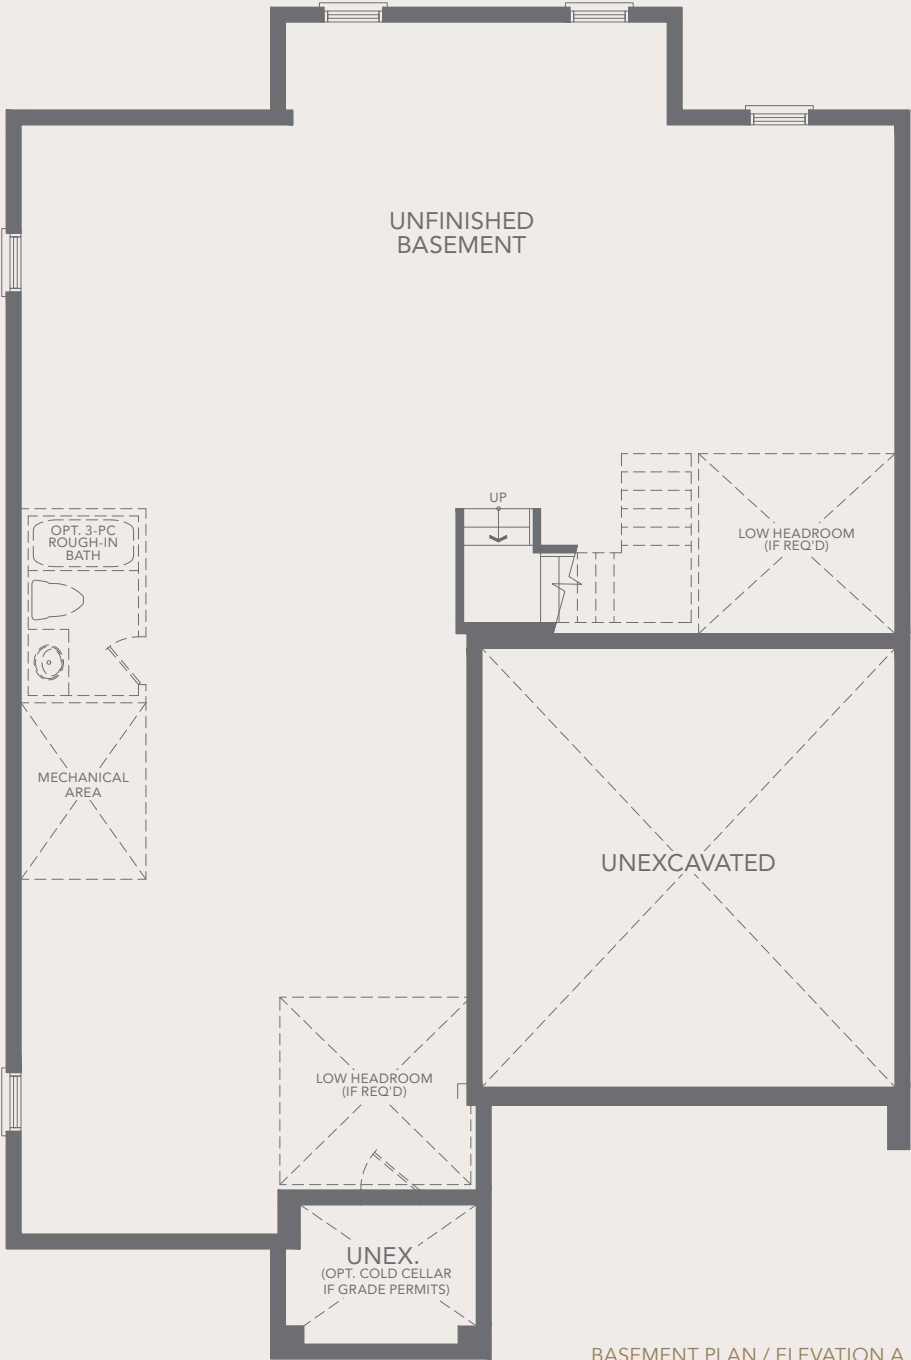 UNFINISHED
BASEMENT
UP
OPT. 3-PC
ROUGH-IN
BATH
LOW HEADROOM
(IF REQ'D)
MECHANICAL
AREA
UNEXCAVATED
LOW HEADROOM
(IF REQ'D)
UNEX.
(OPT. COLD CELLAR
IF GRADE PERMITS)
BASEMENT PLAN / ELEVATION A